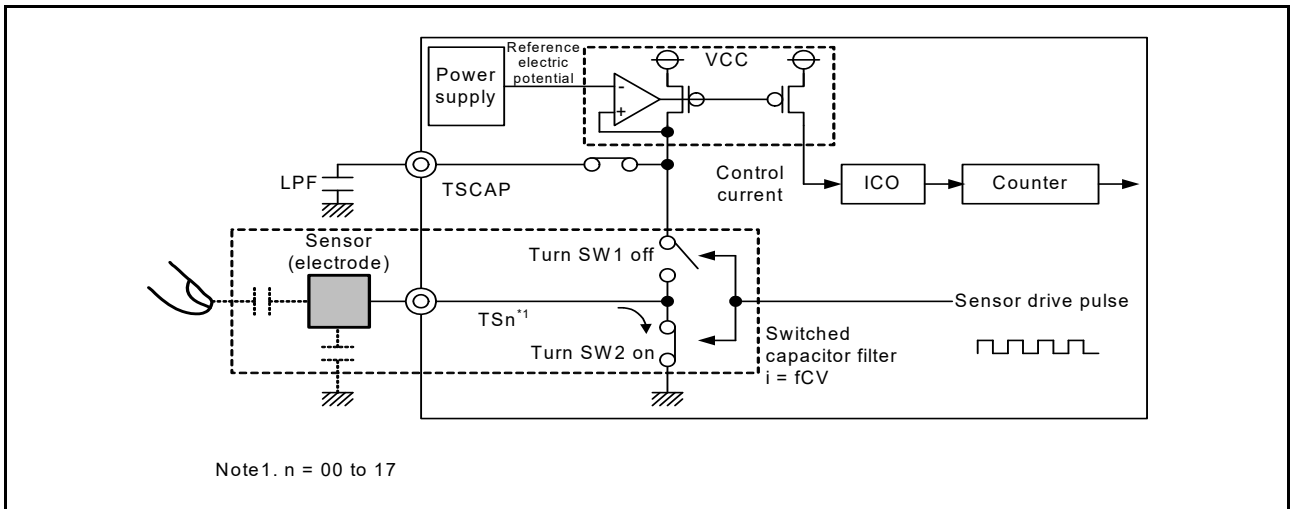 Reference
electric
potential
Power
supply
VCC
-
+
LPF
TSCAP
Control
current
ICO
Counter
Sensor
(electrode)
Turn SW1 off
TSn*1
Sensor drive pulse
Turn SW2 on
Switched
capacitor filter
i = fCV
Note1. n = 00 to 17